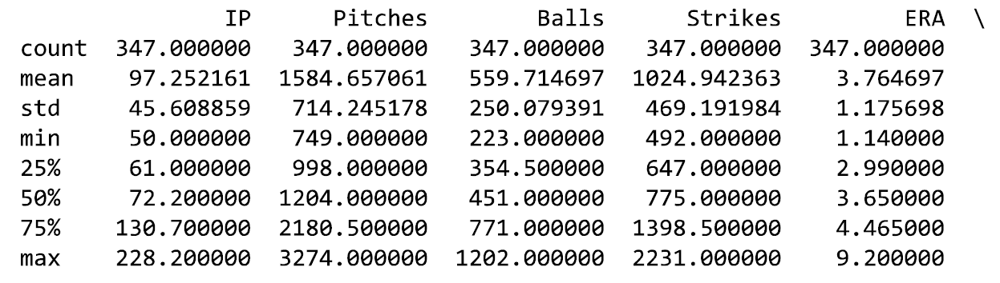 IP Pitches Balls Strikes ERA \
count 347.000000 347.000000 347.000000 347.000000 347.000000
mean 97.252161 1584.657061 559.714697 1024.942363 3.764697
std 45.608859 714.245178 250.079391 469.191984 1.175698
min 50.000000 749.000000 223.000000 492.000000 1.140000
25% 61.000000 998.000000 354.500000 647.000000 2.990000
50% 72.200000 1204.000000 451.000000 775.000000 3.650000
75% 130.700000 2180.500000 771.000000 1398.500000 4.465000
max 228.200000 3274.000000 1202.000000 2231.000000 9.200000